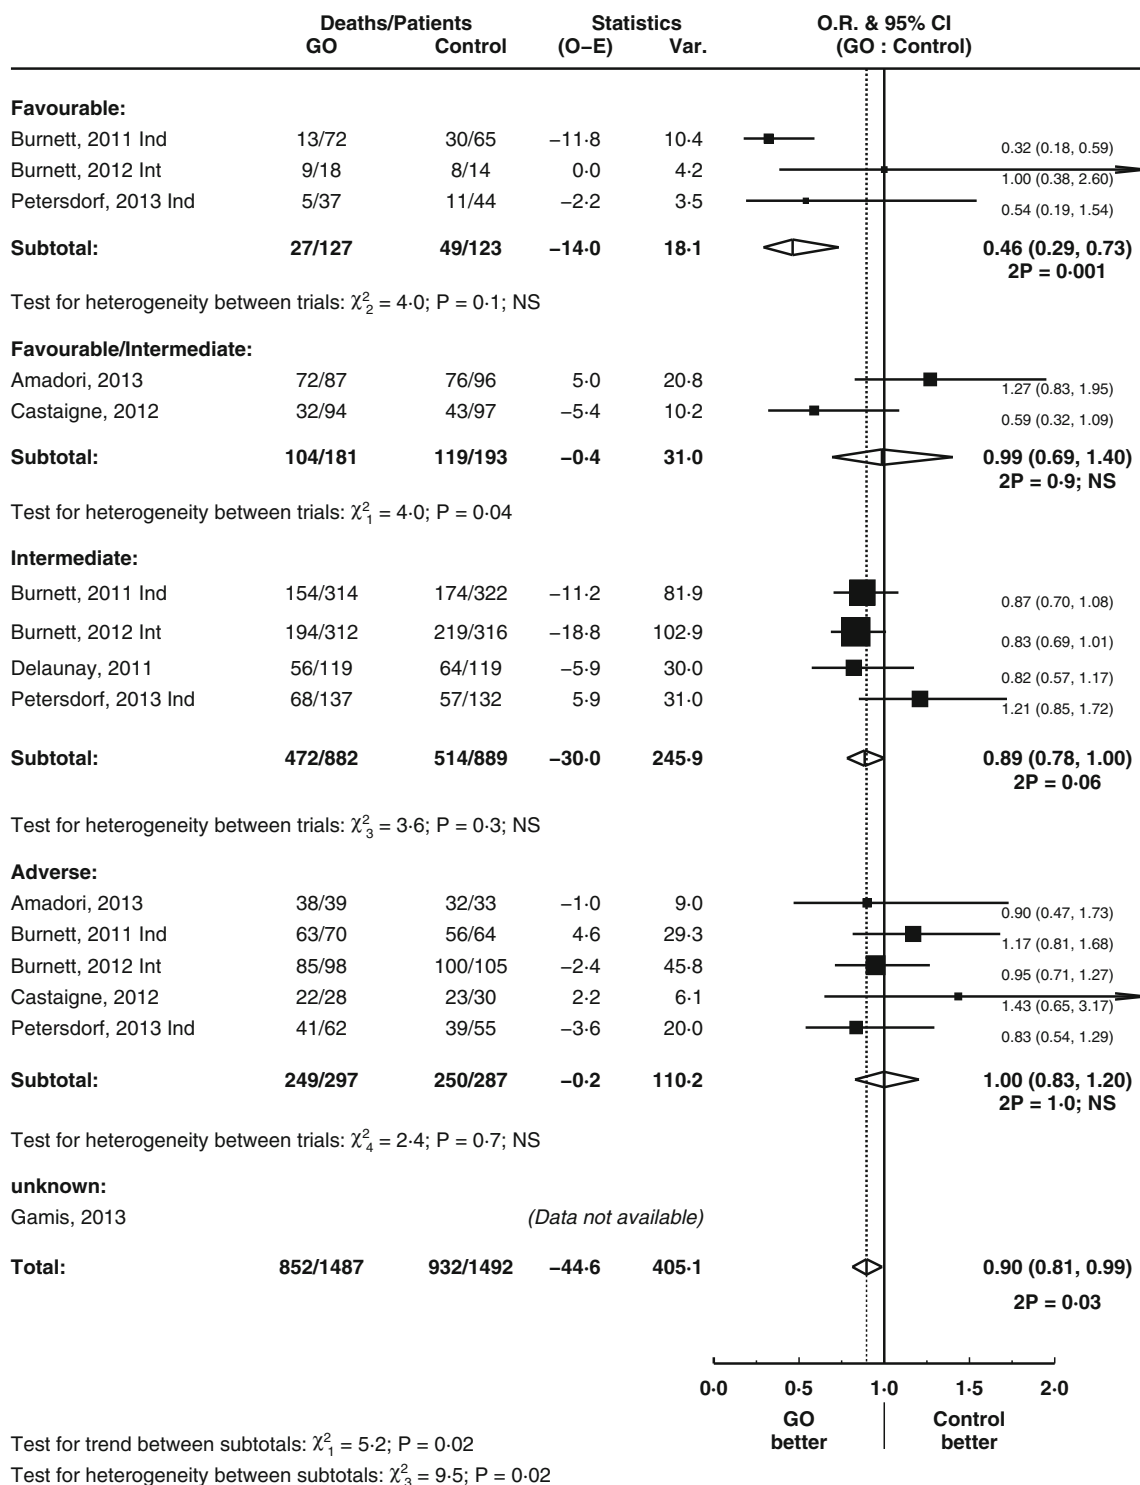 Deaths/Patients Statistics O.R. & 95% CI
GO Control (O–E) Var. (GO : Control)
Favourable:
Burnett, 2011 Ind 13/72 30/65 −11·8 10·4 0.32 (0.18, 0.59)
Burnett, 2012 Int 9/18 8/14 0·0 4·2 1.00 (0.38, 2.60)
Petersdorf, 2013 Ind 5/37 11/44 −2·2 3·5 0.54 (0.19, 1.54)
Subtotal: 27/127 49/123 −14·0 18·1 0.46 (0.29, 0.73)
2P = 0·001
Test for heterogeneity between trials: χ²₂ = 4·0; P = 0·1; NS
Favourable/Intermediate:
Amadori, 2013 72/87 76/96 5·0 20·8 1.27 (0.83, 1.95)
Castaigne, 2012 32/94 43/97 −5·4 10·2 0.59 (0.32, 1.09)
Subtotal: 104/181 119/193 −0·4 31·0 0.99 (0.69, 1.40)
2P = 0·9; NS
Test for heterogeneity between trials: χ²₁ = 4·0; P = 0·04
Intermediate:
Burnett, 2011 Ind 154/314 174/322 −11·2 81·9 0.87 (0.70, 1.08)
Burnett, 2012 Int 194/312 219/316 −18·8 102·9 0.83 (0.69, 1.01)
Delaunay, 2011 56/119 64/119 −5·9 30·0 0.82 (0.57, 1.17)
Petersdorf, 2013 Ind 68/137 57/132 5·9 31·0 1.21 (0.85, 1.72)
Subtotal: 472/882 514/889 −30·0 245·9 0.89 (0.78, 1.00)
2P = 0·06
Test for heterogeneity between trials: χ²₃ = 3·6; P = 0·3; NS
Adverse:
Amadori, 2013 38/39 32/33 −1·0 9·0 0.90 (0.47, 1.73)
Burnett, 2011 Ind 63/70 56/64 4·6 29·3 1.17 (0.81, 1.68)
Burnett, 2012 Int 85/98 100/105 −2·4 45·8 0.95 (0.71, 1.27)
Castaigne, 2012 22/28 23/30 2·2 6·1 1.43 (0.65, 3.17)
Petersdorf, 2013 Ind 41/62 39/55 −3·6 20·0 0.83 (0.54, 1.29)
Subtotal: 249/297 250/287 −0·2 110·2 1.00 (0.83, 1.20)
2P = 1·0; NS
Test for heterogeneity between trials: χ²₄ = 2·4; P = 0·7; NS
unknown:
Gamis, 2013 (Data not available)
Total: 852/1487 932/1492 −44·6 405·1 0.90 (0.81, 0.99)
2P = 0·03
0·0 0·5 1·0 1·5 2·0
GO Control
better better
Test for trend between subtotals: χ²₁ = 5·2; P = 0·02
Test for heterogeneity between subtotals: χ²₃ = 9·5; P = 0·02